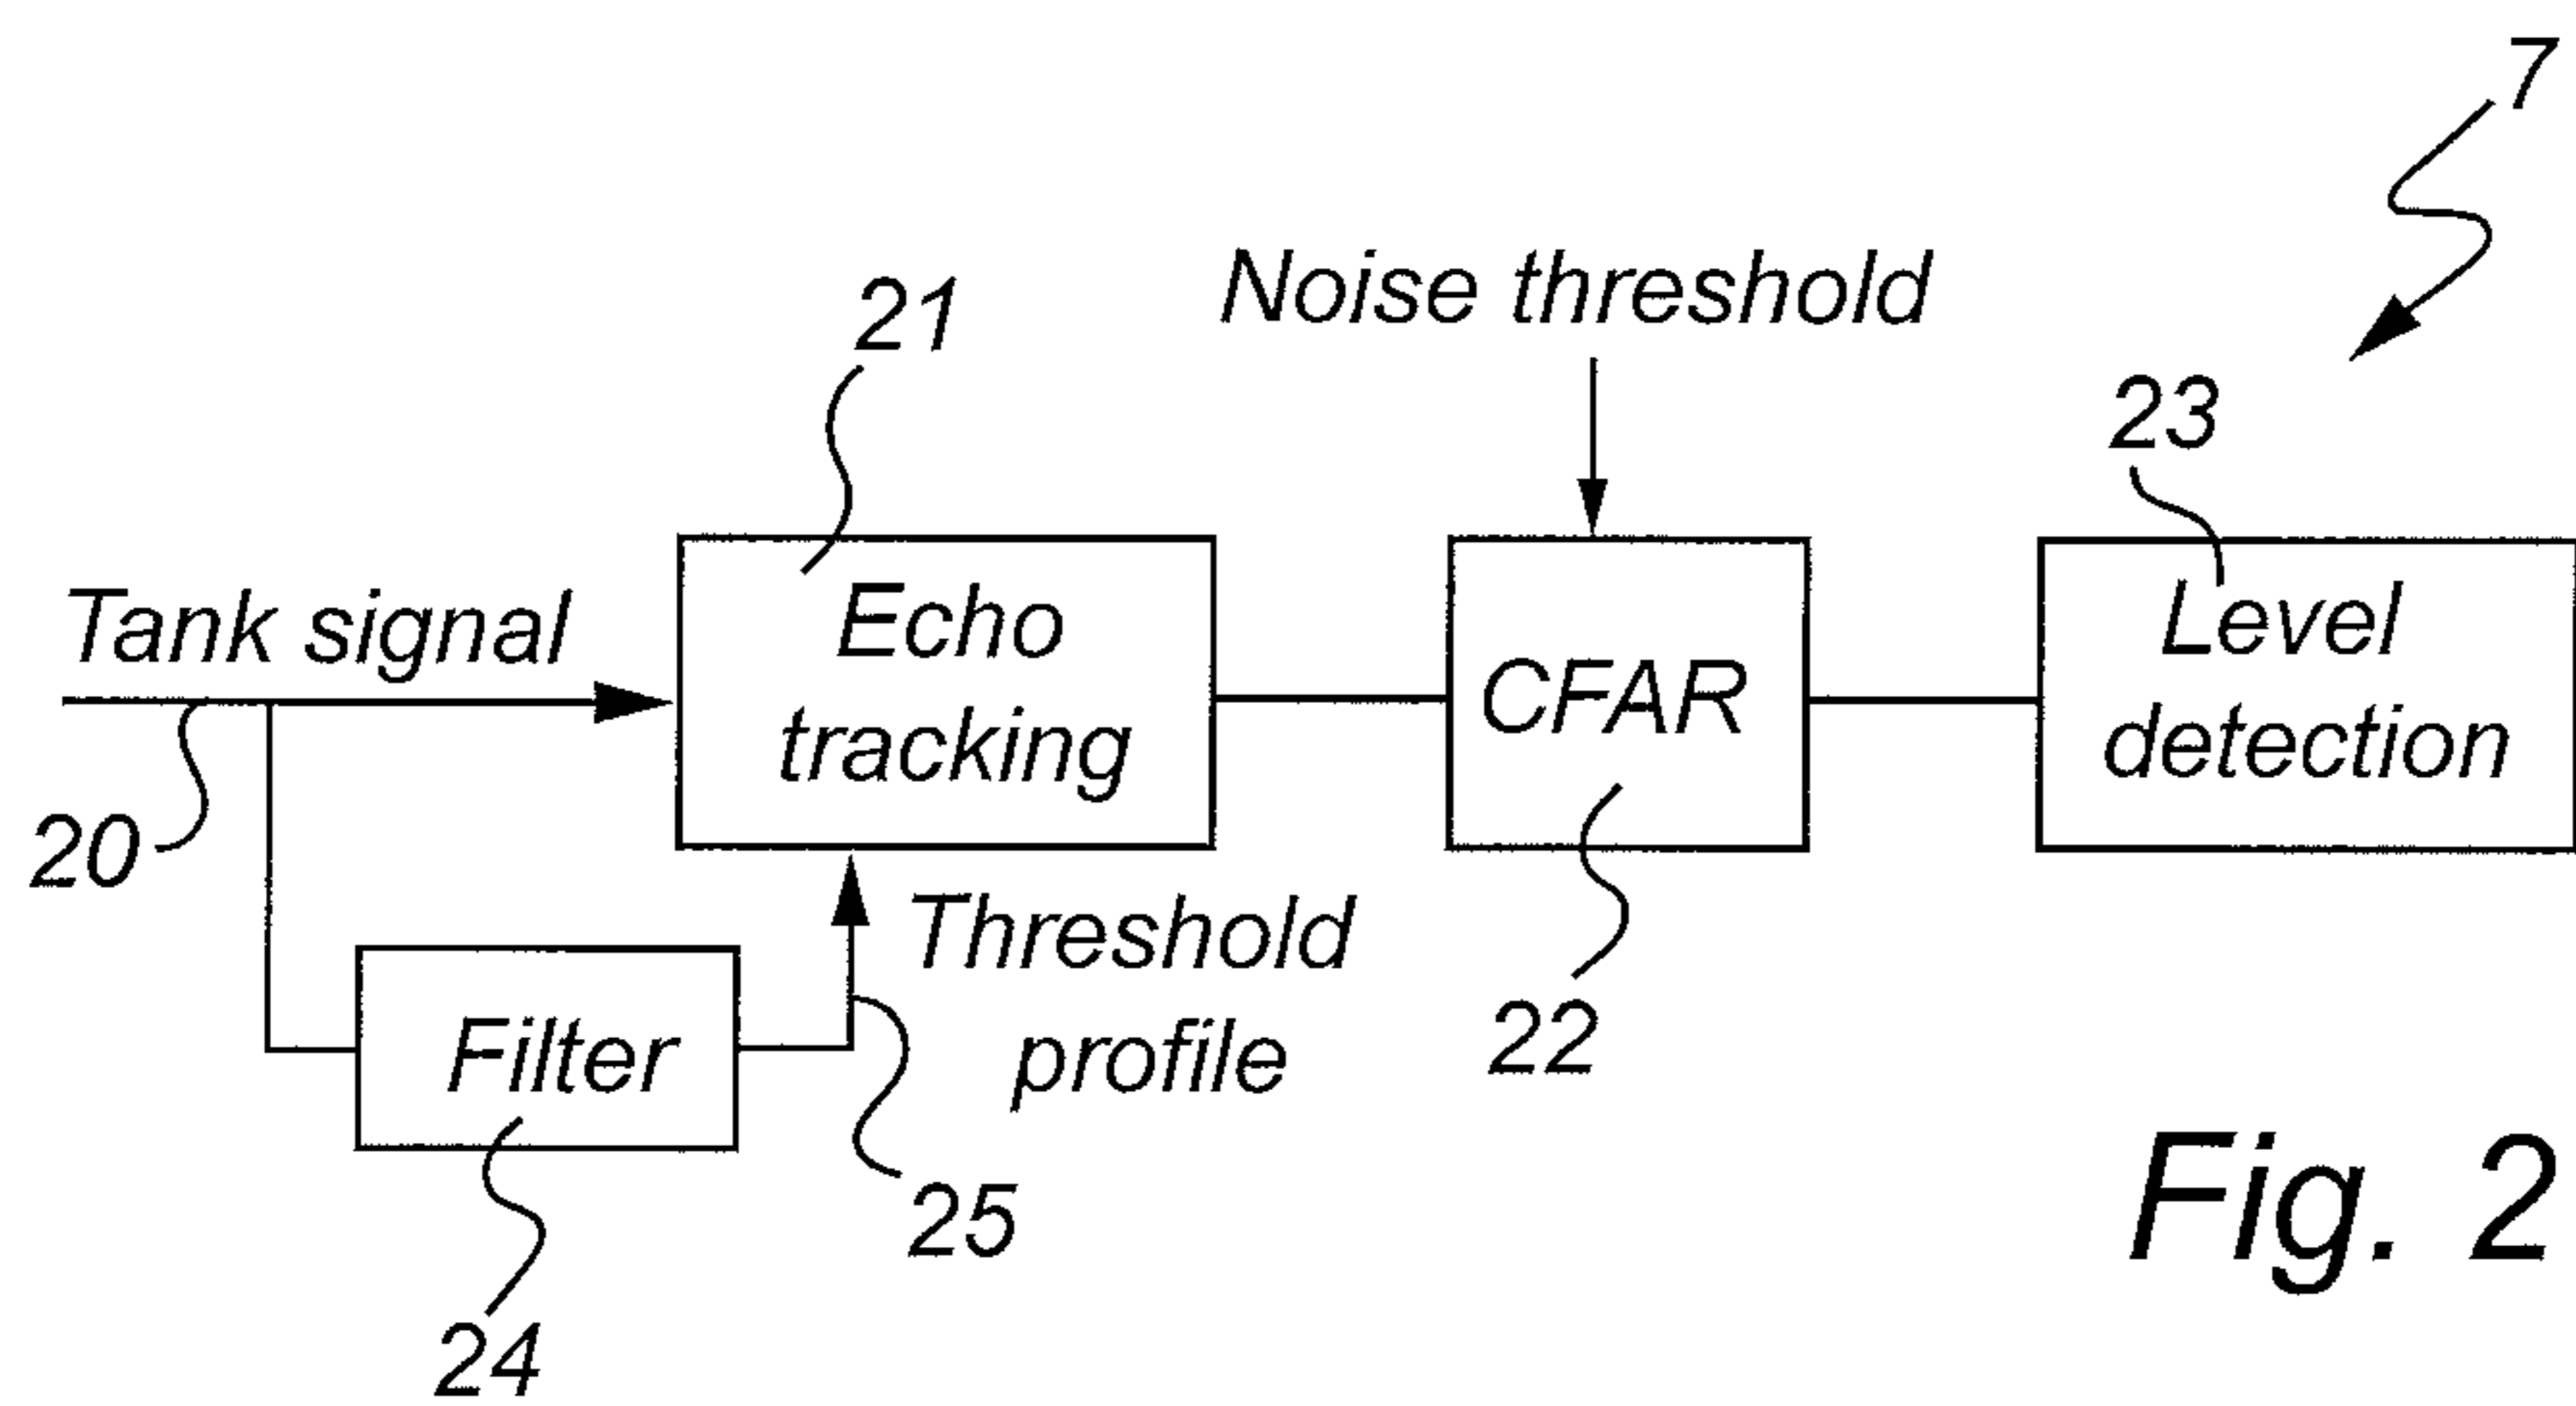 7
21
Noise threshold
23
Tank signal
Echo
tracking
CFAR
Level
detection
20
Threshold
profile
Filter
22
25
24
Fig. 2